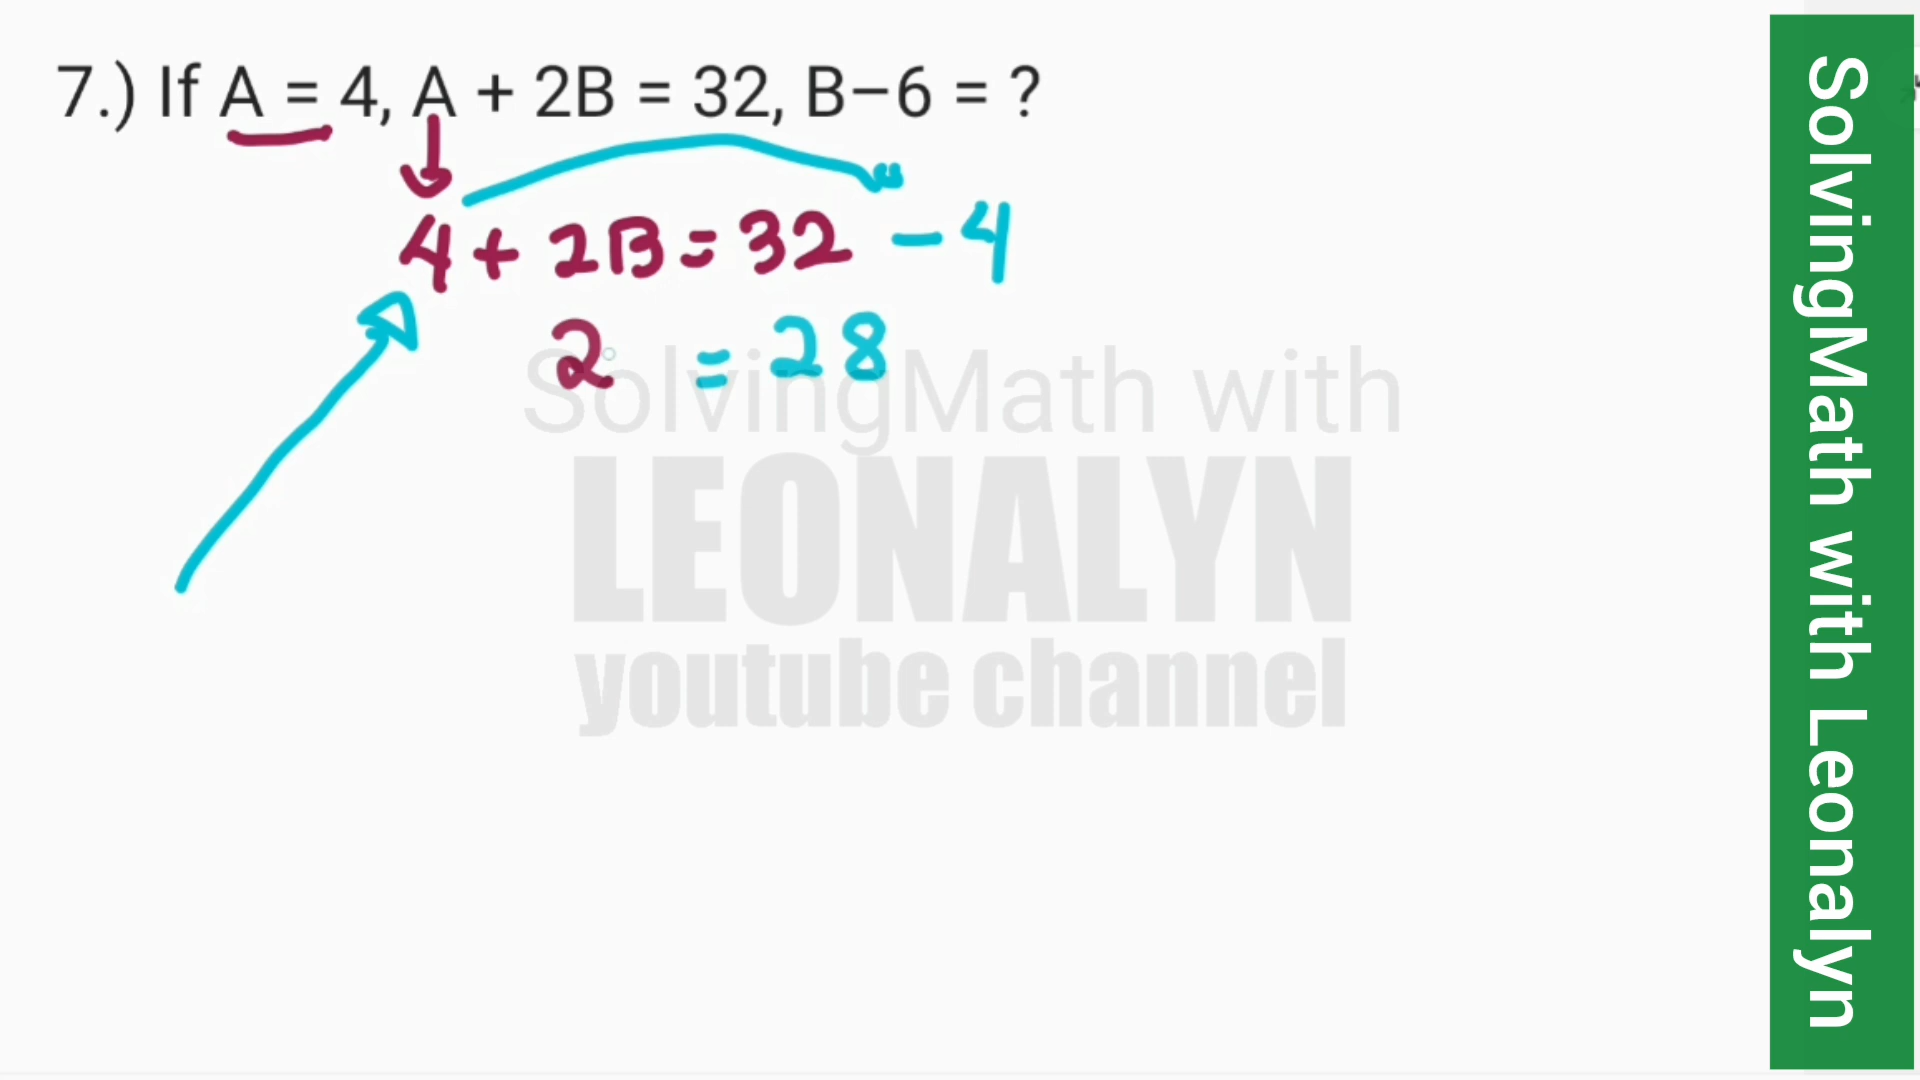 7.) If A = 4, A + 2B = 32, B–6 = ?
4 + 2B = 32 - 4
2 = 28
SolvingMath with
LEONALYN
youtube channel
SolvingMath with Leonalyn